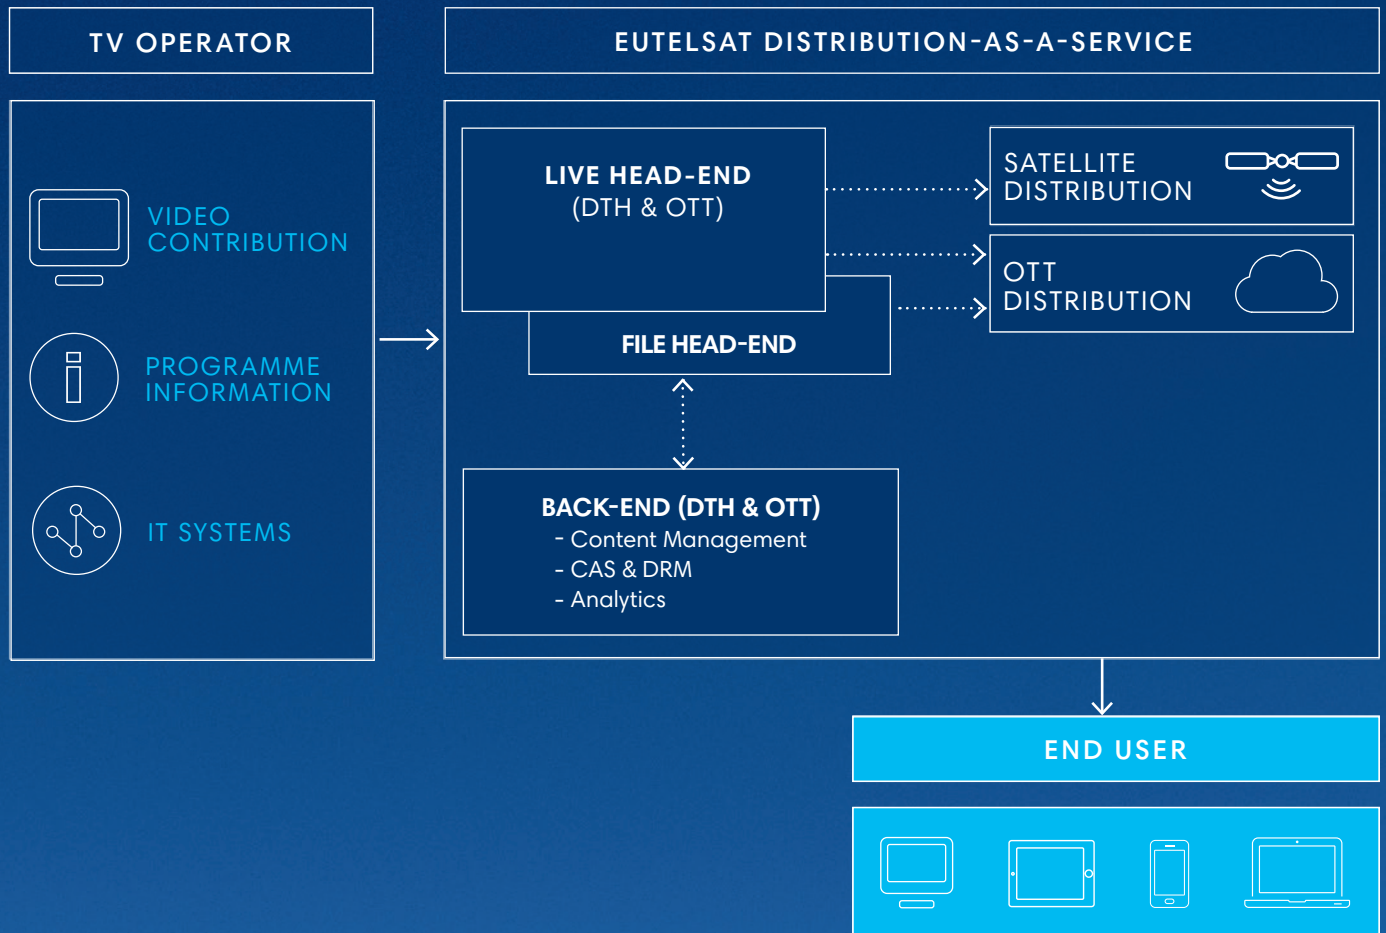 TV OPERATOR
EUTELSAT DISTRIBUTION-AS-A-SERVICE
VIDEO
CONTRIBUTION
PROGRAMME
INFORMATION
IT SYSTEMS
LIVE HEAD-END
(DTH & OTT)
FILE HEAD-END
SATELLITE
DISTRIBUTION
OTT
DISTRIBUTION
BACK-END (DTH & OTT)
- Content Management
- CAS & DRM
- Analytics
END USER